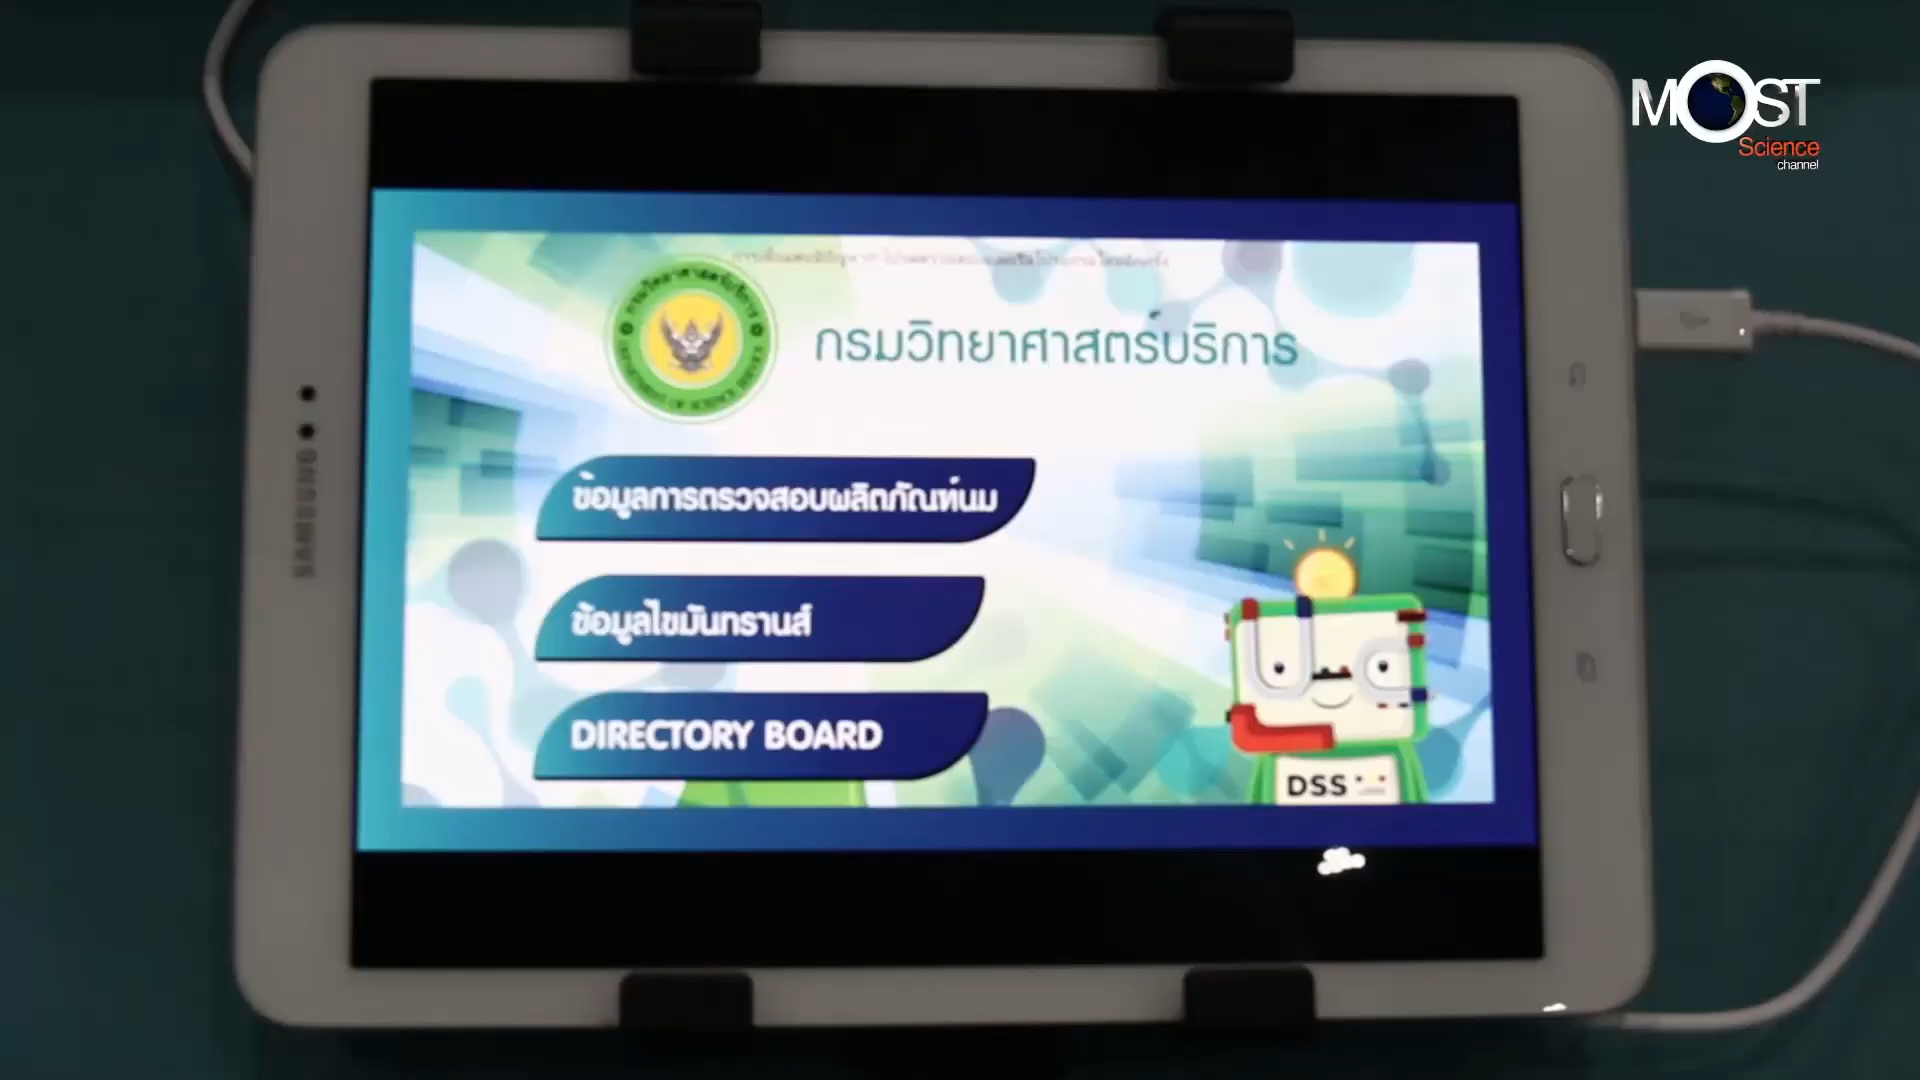 MOST
Science
channel
กรมวิทยาศาสตร์บริการ
SAMSUNG
ข้อมูลการตรวจสอบผลิตภัณฑ์นม
ข้อมูลไขมันทรานส์
DIRECTORY BOARD
DSS